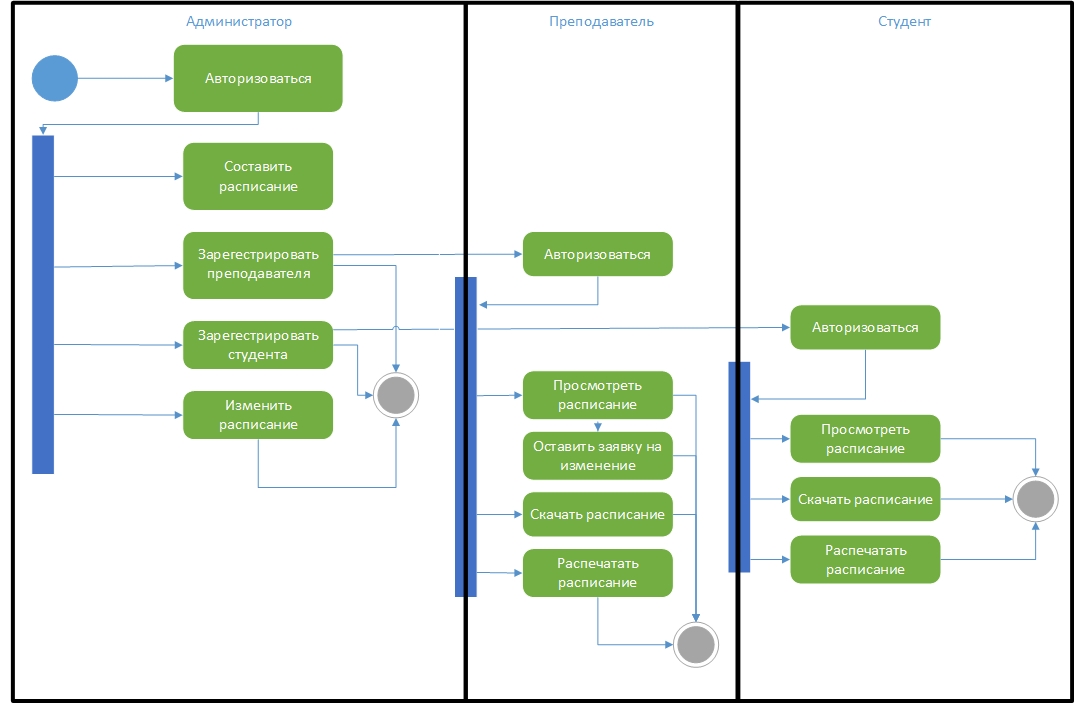 Администратор
Преподаватель
Студент
Авторизоваться
Составить
расписание
Зарегестрировать
преподавателя
Зарегестрировать
студента
Изменить
расписание
Авторизоваться
Просмотреть
расписание
Оставить заявку на
изменение
Скачать расписание
Распечатать
расписание
Авторизоваться
Просмотреть
расписание
Скачать расписание
Распечатать
расписание